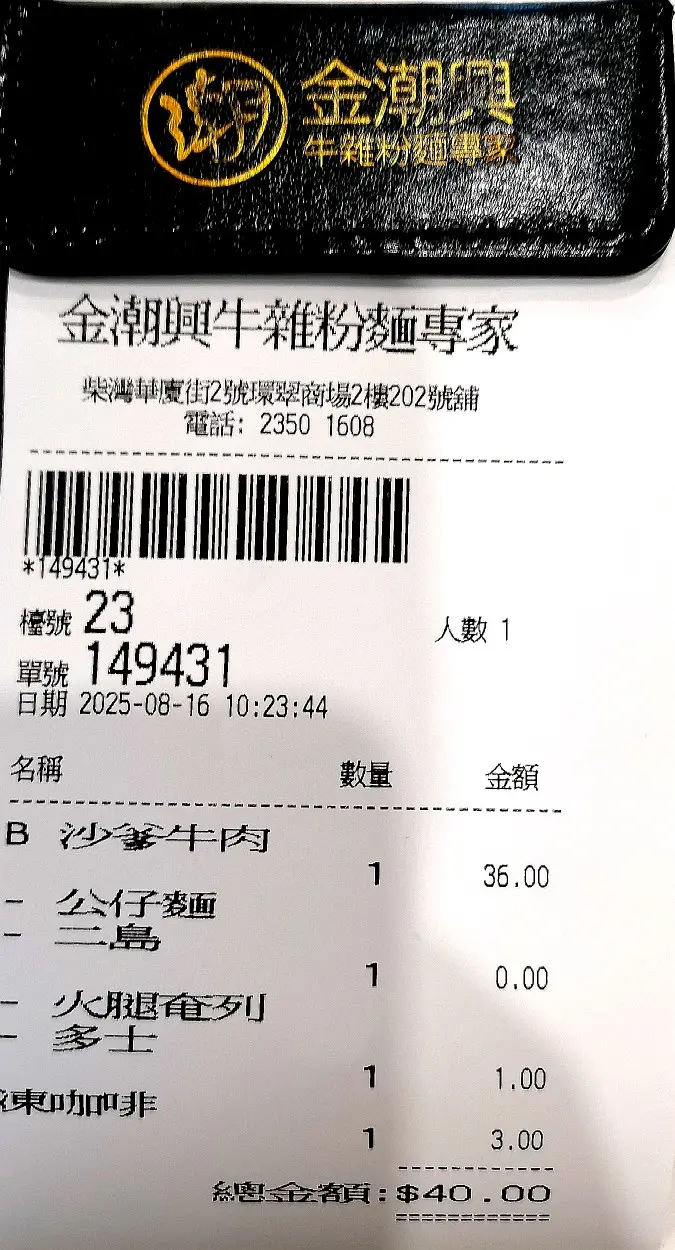 潮 金潮興
牛雜粉麵專家
金潮興牛雜粉麵專家
柴灣華廈街2號環翠商場2樓202號舖
電話: 2350 1608
*149431*
檯號 23 人數 1
單號 149431
日期 2025-08-16 10:23:44
名稱 數量 金額
B 沙爹牛肉
1 36.00
- 公仔麵
- 二島
1 0.00
- 火腿奄列
- 多士
1 1.00
東咖啡
1 3.00
總金額:$40.00